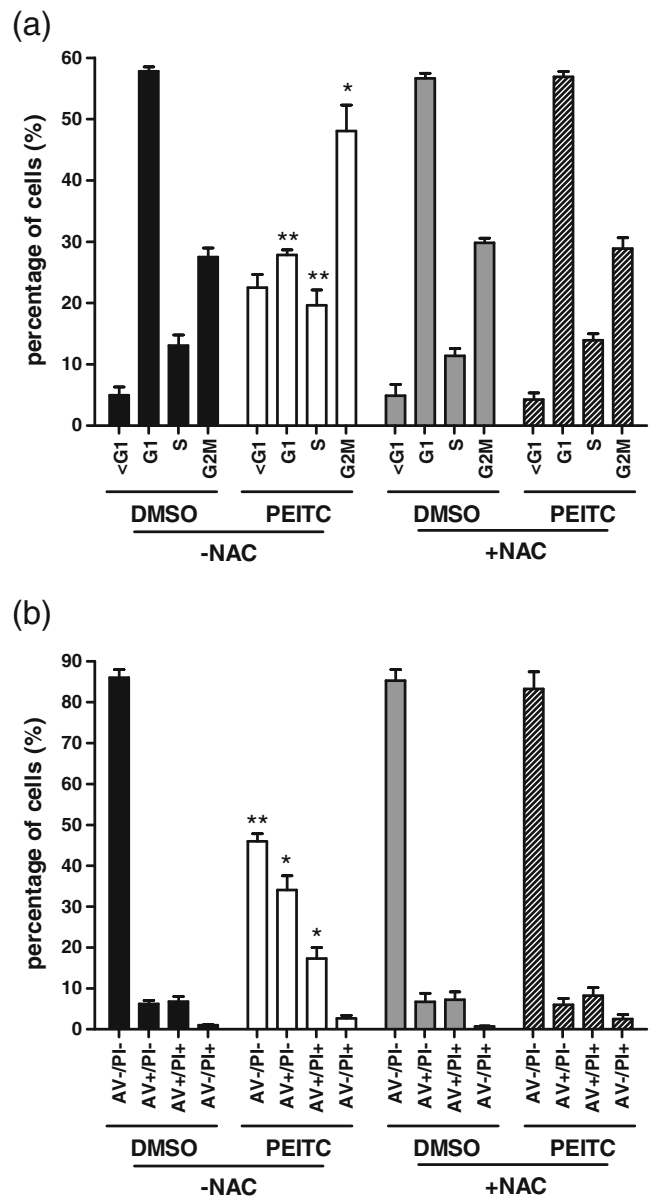 (a)
percentage of cells (%)
60
50
40
30
20
10
0
*
**
**
<G1 G1 S G2M <G1 G1 S G2M <G1 G1 S G2M <G1 G1 S G2M
DMSO PEITC DMSO PEITC
-NAC +NAC
(b)
percentage of cells (%)
90
80
70
60
50
40
30
20
10
0
**
*
*
AV-/PI- AV+/PI- AV+/PI+ AV-/PI+ AV-/PI- AV+/PI- AV+/PI+ AV-/PI+ AV-/PI- AV+/PI- AV+/PI+ AV-/PI+ AV-/PI- AV+/PI- AV+/PI+ AV-/PI+
DMSO PEITC DMSO PEITC
-NAC +NAC